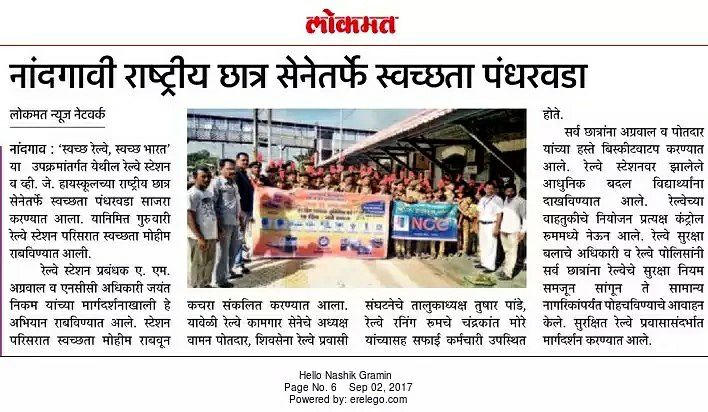 लोकमत
नांदगावी राष्ट्रीय छात्र सेनेतर्फे स्वच्छता पंधरवडा
लोकमत न्यूज नेटवर्क
नांदगाव : 'स्वच्छ रेल्वे, स्वच्छ भारत'
या उपक्रमांतर्गत येथील रेल्वे स्टेशन
व व्ही. जे. हायस्कूलच्या राष्ट्रीय छात्र
सेनेतर्फे स्वच्छता पंधरवडा साजरा
करण्यात आला. यानिमित्त गुरुवारी
रेल्वे स्टेशन परिसरात स्वच्छता मोहीम
राबविण्यात आली.
रेल्वे स्टेशन प्रबंधक ए. एम.
अग्रवाल व एनसीसी अधिकारी जयंत
निकम यांच्या मार्गदर्शनाखाली हे
अभियान राबविण्यात आले. स्टेशन
परिसरात स्वच्छता मोहिम राबवून
NCC
कचरा संकलित करण्यात आला.
यावेळी रेल्वे कामगार सेनेचे अध्यक्ष
वामन पोतदार, शिवसेना रेल्वे प्रवासी
संघटनेचे तालुकाध्यक्ष तुषार पांडे,
रेल्वे रनिंग रूमचे चंद्रकांत मोरे
यांच्यासह सफाई कर्मचारी उपस्थित
होते.
सर्व छात्रांना अग्रवाल व पोतदार
यांच्या हस्ते बिस्कीटवाटप करण्यात
आले. रेल्वे स्टेशनवर झालेले
आधुनिक बदल विद्यार्थ्यांना
दाखविण्यात आले. रेल्वेच्या
वाहतुकीचे नियोजन प्रत्यक्ष कंट्रोल
रूममध्ये नेऊन आले. रेल्वे सुरक्षा
बलाचे अधिकारी व रेल्वे पोलिसांनी
सर्व छात्रांना रेल्वेचे सुरक्षा नियम
समजून सांगून ते सामान्य
नागरिकांपर्यंत पोहचविण्याचे आवाहन
केले. सुरक्षित रेल्वे प्रवासासंदर्भात
मार्गदर्शन करण्यात आले.
Hello Nashik Gramin
Page No. 6 Sep 02, 2017
Powered by: erelego.com